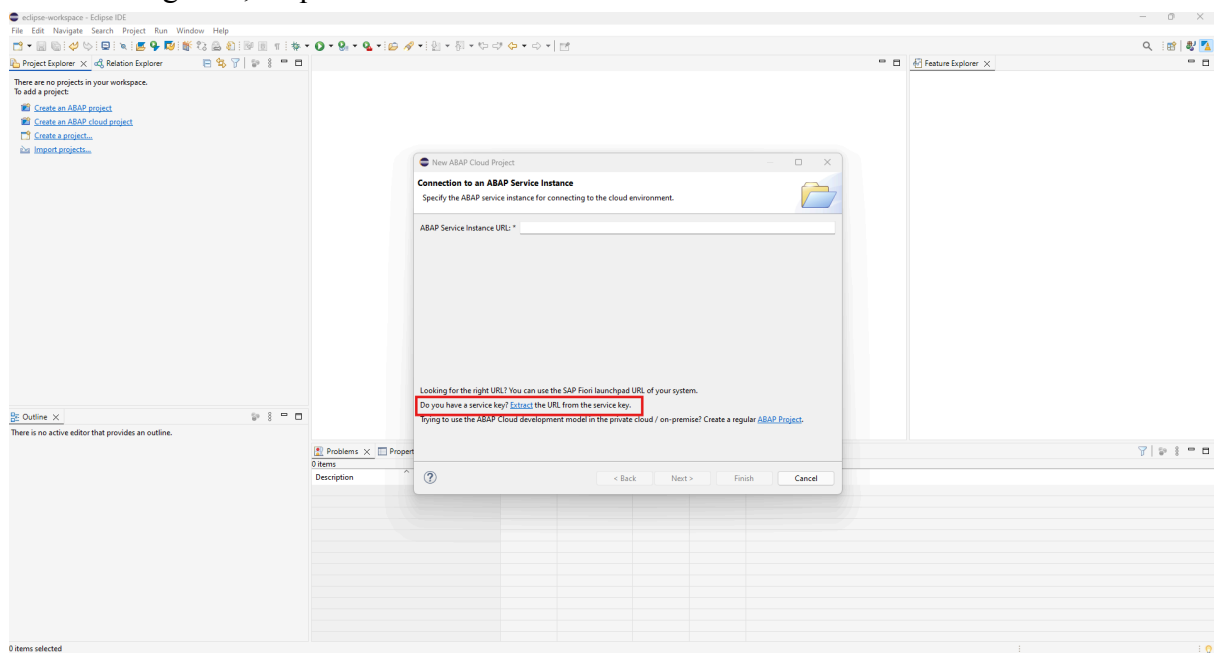 eclipse-workspace - Eclipse IDE
File Edit Navigate Search Project Run Window Help
Project Explorer Relation Explorer
There are no projects in your workspace.
To add a project:
Create an ABAP project
Create an ABAP cloud project
Create a project...
Import projects...
Feature Explorer
New ABAP Cloud Project
Connection to an ABAP Service Instance
Specify the ABAP service instance for connecting to the cloud environment.
ABAP Service Instance URL: *
Looking for the right URL? You can use the SAP Fiori launchpad URL of your system.
Do you have a service key? Extract the URL from the service key.
Trying to use the ABAP Cloud development model in the private cloud / on-premise? Create a regular ABAP Project.
< Back Next > Finish Cancel
Outline
There is no active editor that provides an outline.
Problems Propert
0 items
Description
0 items selected